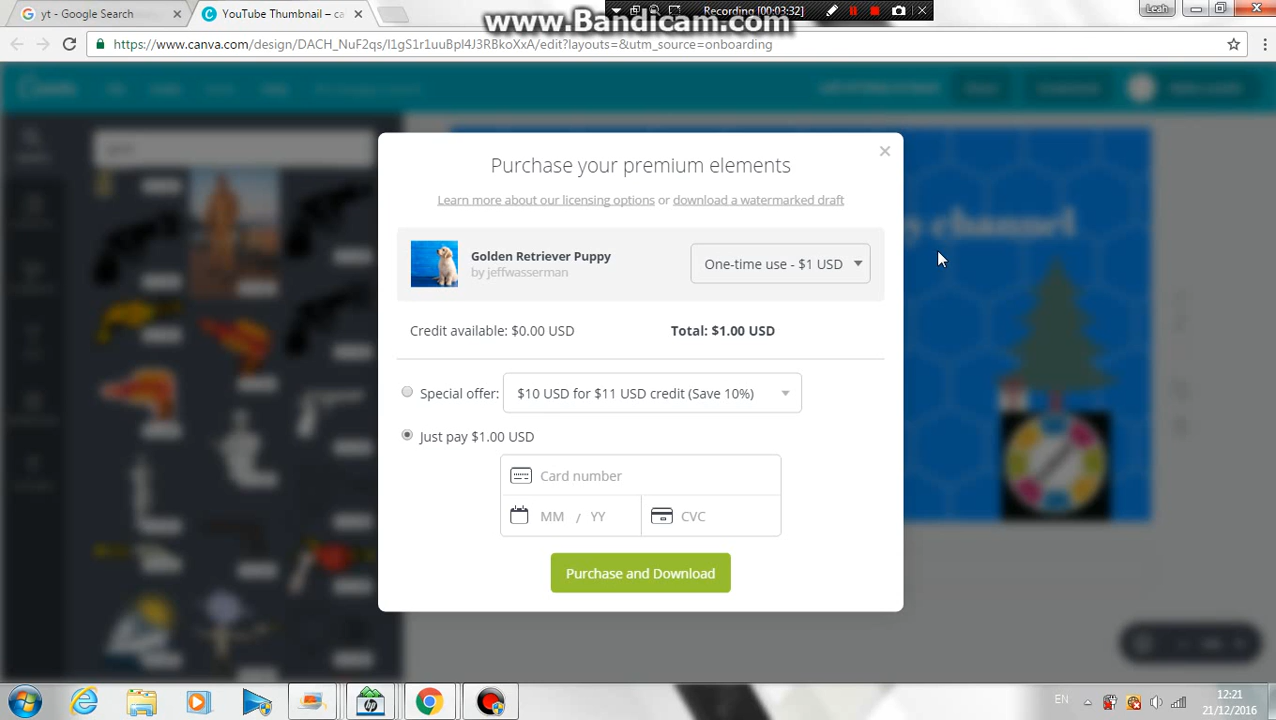 yt - Google Search
YouTube Thumbnail – ca
www.Bandicam.com
Recording [00:03:32]
Leah
https://www.canva.com/design/DACH_NuF2qs/I1gS1r1uuBpl4J3RBkoXxA/edit?layouts=&utm_source=onboarding
Purchase your premium elements
Learn more about our licensing options or download a watermarked draft
Golden Retriever Puppy
by jeffwasserman
One-time use - $1 USD
y channel
Credit available: $0.00 USD
Total: $1.00 USD
Special offer:
$10 USD for $11 USD credit (Save 10%)
Just pay $1.00 USD
Card number
MM / YY
CVC
Purchase and Download
EN
12:21
21/12/2016